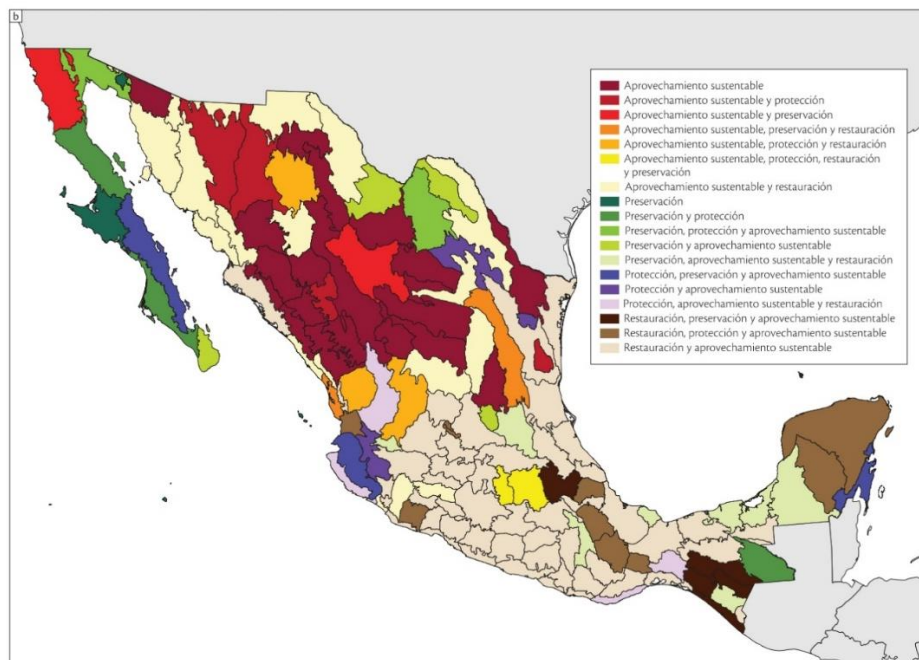 b
Aprovechamiento sustentable
Aprovechamiento sustentable y protección
Aprovechamiento sustentable y preservación
Aprovechamiento sustentable, preservación y restauración
Aprovechamiento sustentable, protección y restauración
Aprovechamiento sustentable, protección, restauración
y preservación
Aprovechamiento sustentable y restauración
Preservación
Preservación y protección
Preservación, protección y aprovechamiento sustentable
Preservación y aprovechamiento sustentable
Preservación, aprovechamiento sustentable y restauración
Protección, preservación y aprovechamiento sustentable
Protección y aprovechamiento sustentable
Protección, aprovechamiento sustentable y restauración
Restauración, preservación y aprovechamiento sustentable
Restauración, protección y aprovechamiento sustentable
Restauración y aprovechamiento sustentable